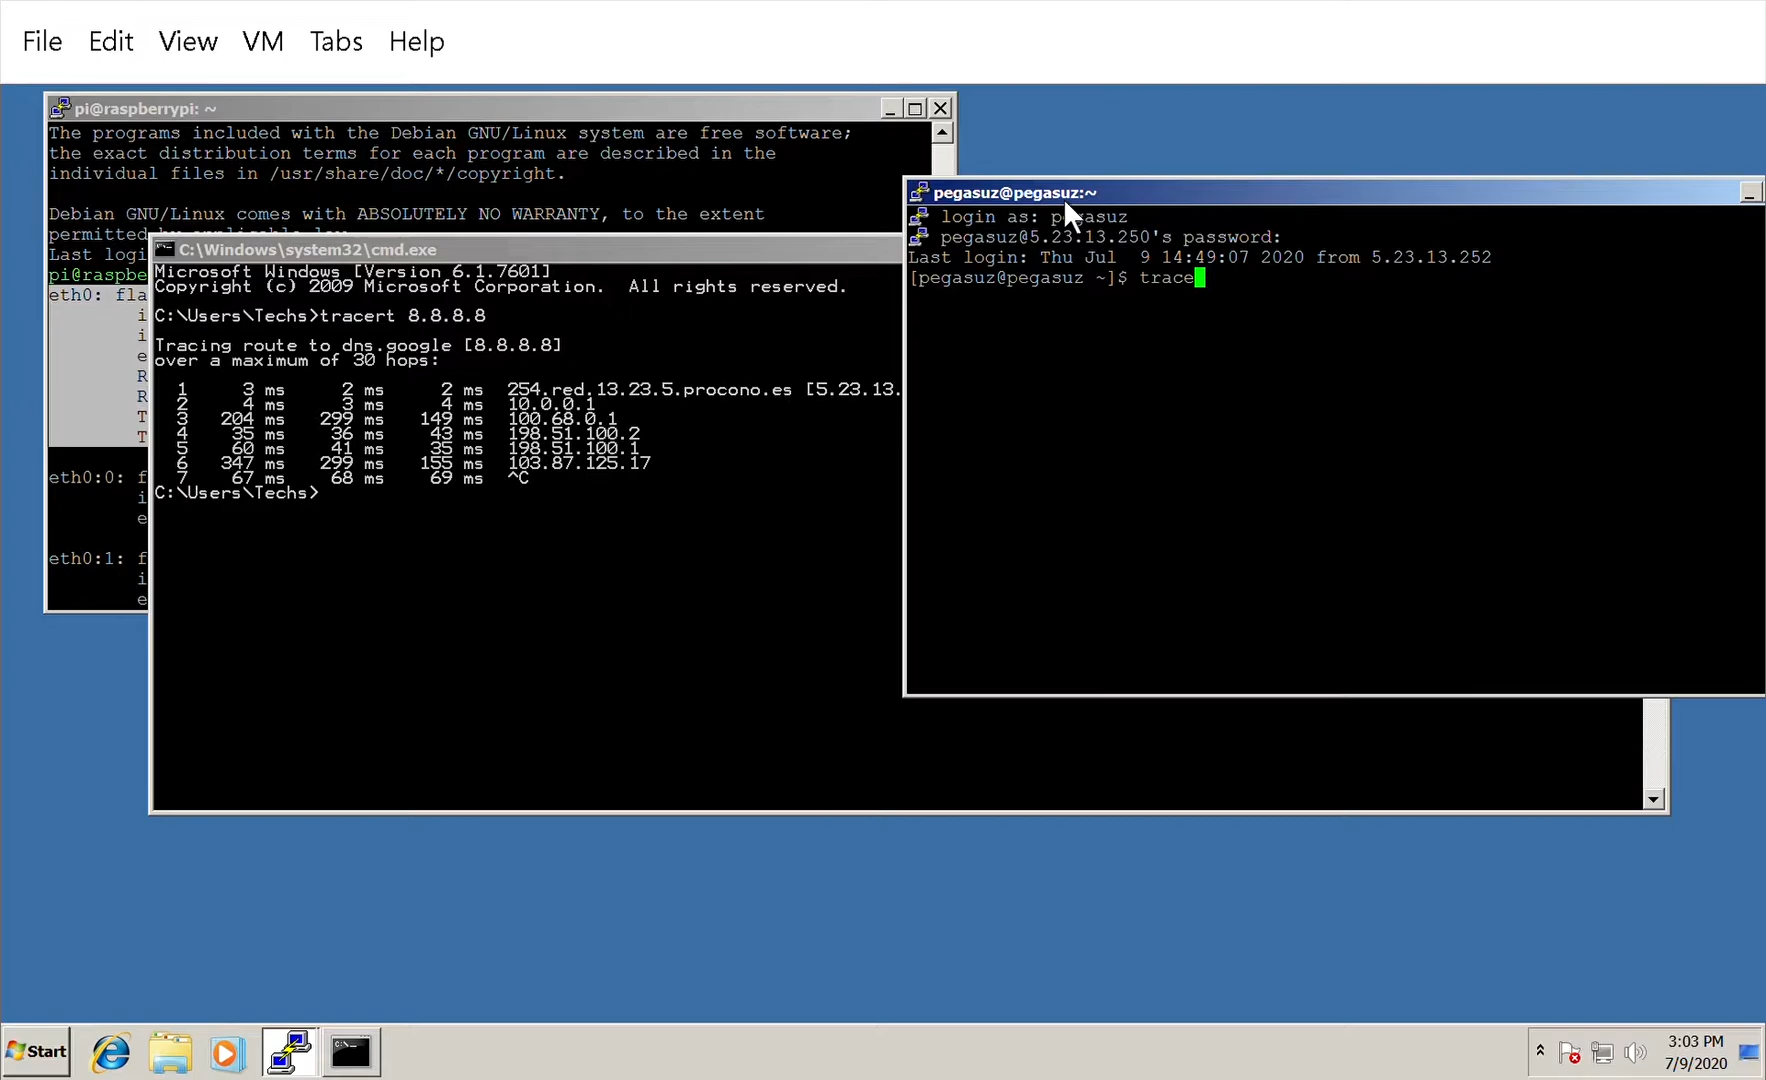 File Edit View VM Tabs Help
pi@raspberrypi: ~
The programs included with the Debian GNU/Linux system are free software;
the exact distribution terms for each program are described in the
individual files in /usr/share/doc/*/copyright.
Debian GNU/Linux comes with ABSOLUTELY NO WARRANTY, to the extent
permitted by applicable law.
Last logi
pi@raspbe
eth0: fla
i
i
e
R
R
T
T
eth0:0: f
i
e
eth0:1: f
i
e
C:\Windows\system32\cmd.exe
Microsoft Windows [Version 6.1.7601]
Copyright (c) 2009 Microsoft Corporation.  All rights reserved.
C:\Users\Techs>tracert 8.8.8.8
Tracing route to dns.google [8.8.8.8]
over a maximum of 30 hops:
1 3 ms 2 ms 2 ms 254.red.13.23.5.procono.es [5.23.13.
2 4 ms 3 ms 4 ms 10.0.0.1
3 204 ms 299 ms 149 ms 100.68.0.1
4 35 ms 36 ms 43 ms 198.51.100.2
5 60 ms 41 ms 35 ms 198.51.100.1
6 347 ms 299 ms 155 ms 103.87.125.17
7 67 ms 68 ms 69 ms ^C
C:\Users\Techs>
pegasuz@pegasuz:~
login as: pegasuz
pegasuz@5.23.13.250's password:
Last login: Thu Jul  9 14:49:07 2020 from 5.23.13.252
[pegasuz@pegasuz ~]$ trace
Start
C:\
3:03 PM
7/9/2020